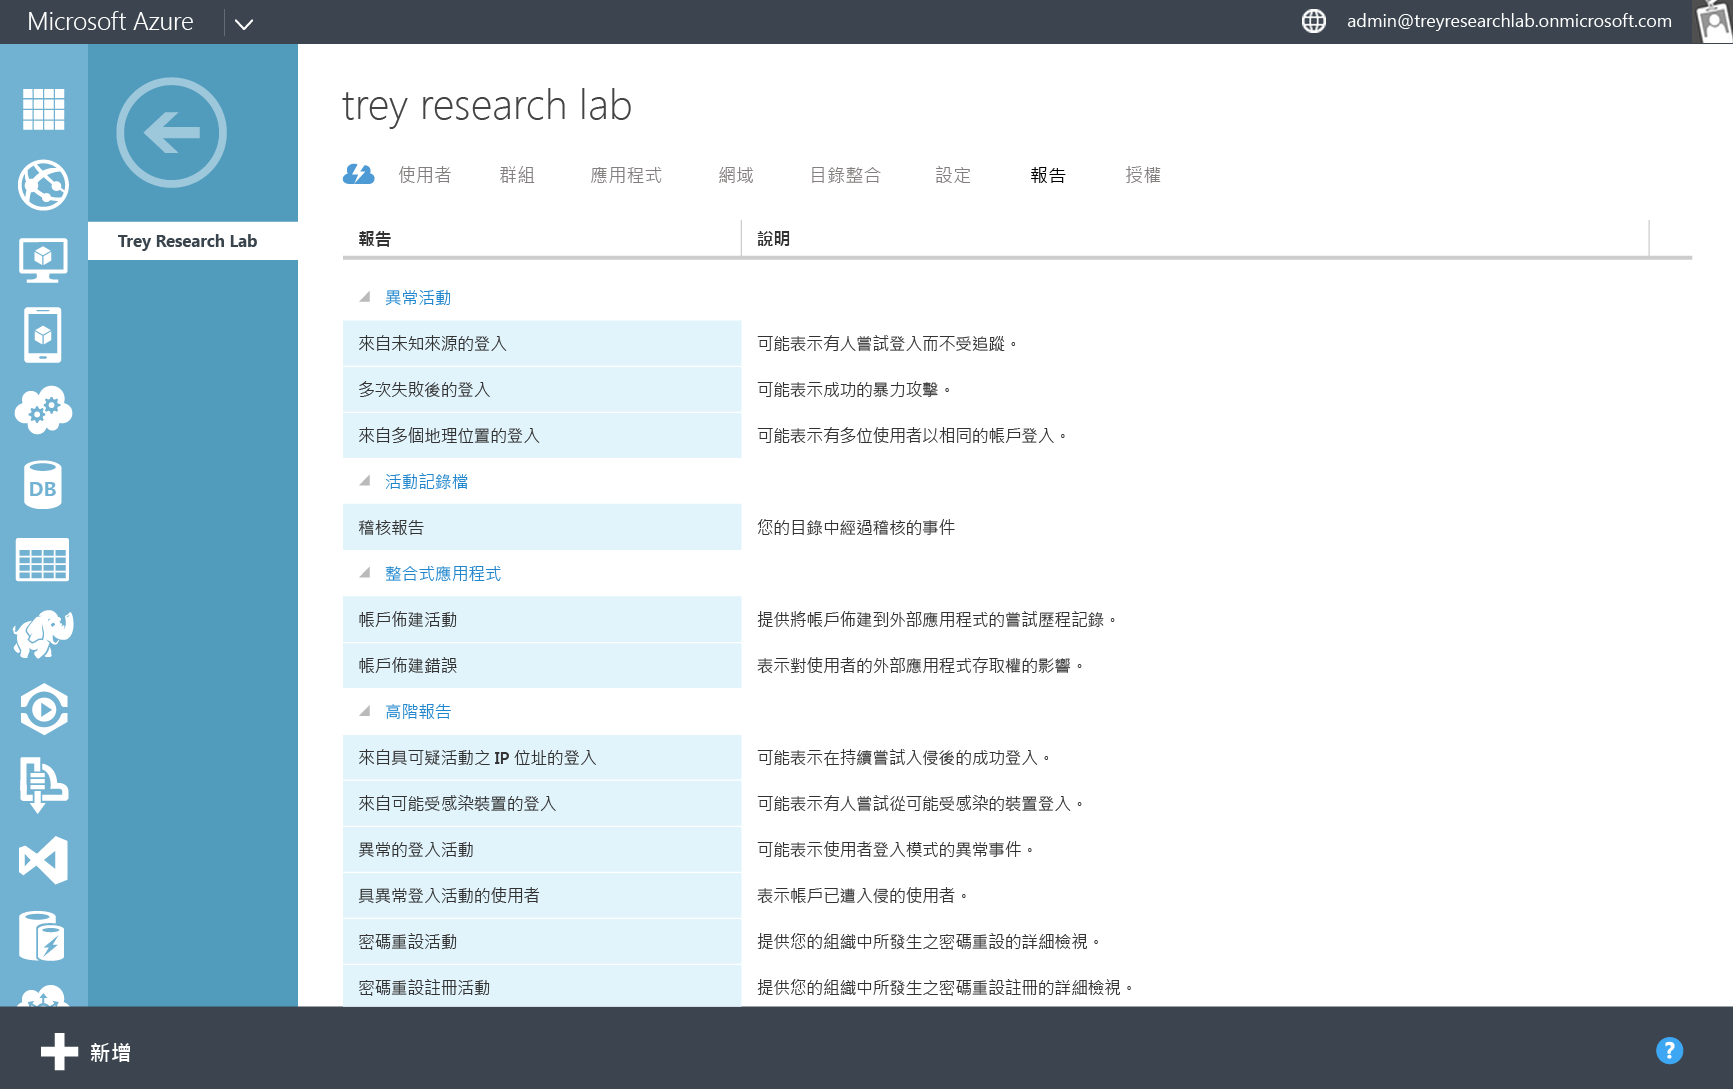 Microsoft Azure
admin@treyresearchlab.onmicrosoft.com
Trey Research Lab
DB
trey research lab
使用者 群組 應用程式 網域 目錄整合 設定 報告 授權
報告 說明
異常活動
來自未知來源的登入 可能表示有人嘗試登入而不受追蹤。
多次失敗後的登入 可能表示成功的暴力攻擊。
來自多個地理位置的登入 可能表示有多位使用者以相同的帳戶登入。
活動記錄檔
稽核報告 您的目錄中經過稽核的事件
整合式應用程式
帳戶佈建活動 提供將帳戶佈建到外部應用程式的嘗試歷程記錄。
帳戶佈建錯誤 表示對使用者的外部應用程式存取權的影響。
高階報告
來自具可疑活動之 IP 位址的登入 可能表示在持續嘗試入侵後的成功登入。
來自可能受感染裝置的登入 可能表示有人嘗試從可能受感染的裝置登入。
異常的登入活動 可能表示使用者登入模式的異常事件。
具異常登入活動的使用者 表示帳戶已遭入侵的使用者。
密碼重設活動 提供您的組織中所發生之密碼重設的詳細檢視。
密碼重設註冊活動 提供您的組織中所發生之密碼重設註冊的詳細檢視。
新增
?